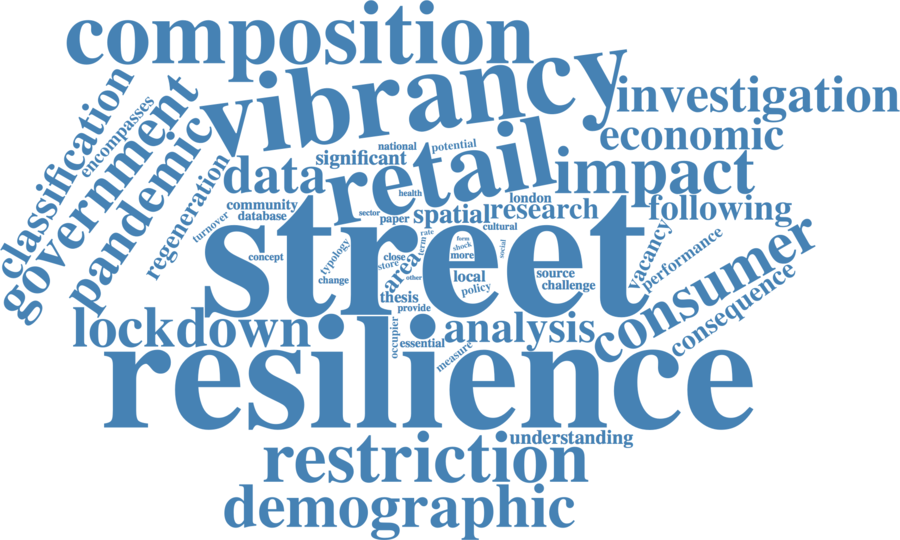 composition
vibrancy
investigation
classification
encompasses
government
pandemic
economic
national
potential
significant
data
retail
impact
regeneration
health
community
database
turnover
sector
paper
spatial
london
research
cultural
following
street
concept
typology
change
close
store
area
term
rate
other
form
shock
more
social
local
policy
source
challenge
vacancy
performance
consumer
consequence
thesis
provide
lockdown
occupier
essential
analysis
measure
resilience
understanding
restriction
demographic